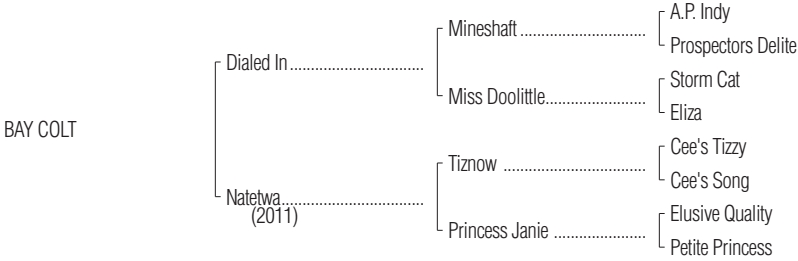 A.P. Indy
Mineshaft ..............................
Prospectors Delite
Dialed In................................
Storm Cat
Miss Doolittle........................
Eliza
BAY COLT
Cee's Tizzy
Tiznow ..................................
Cee's Song
Natetwa..................................
(2011)
Elusive Quality
Princess Janie ......................
Petite Princess